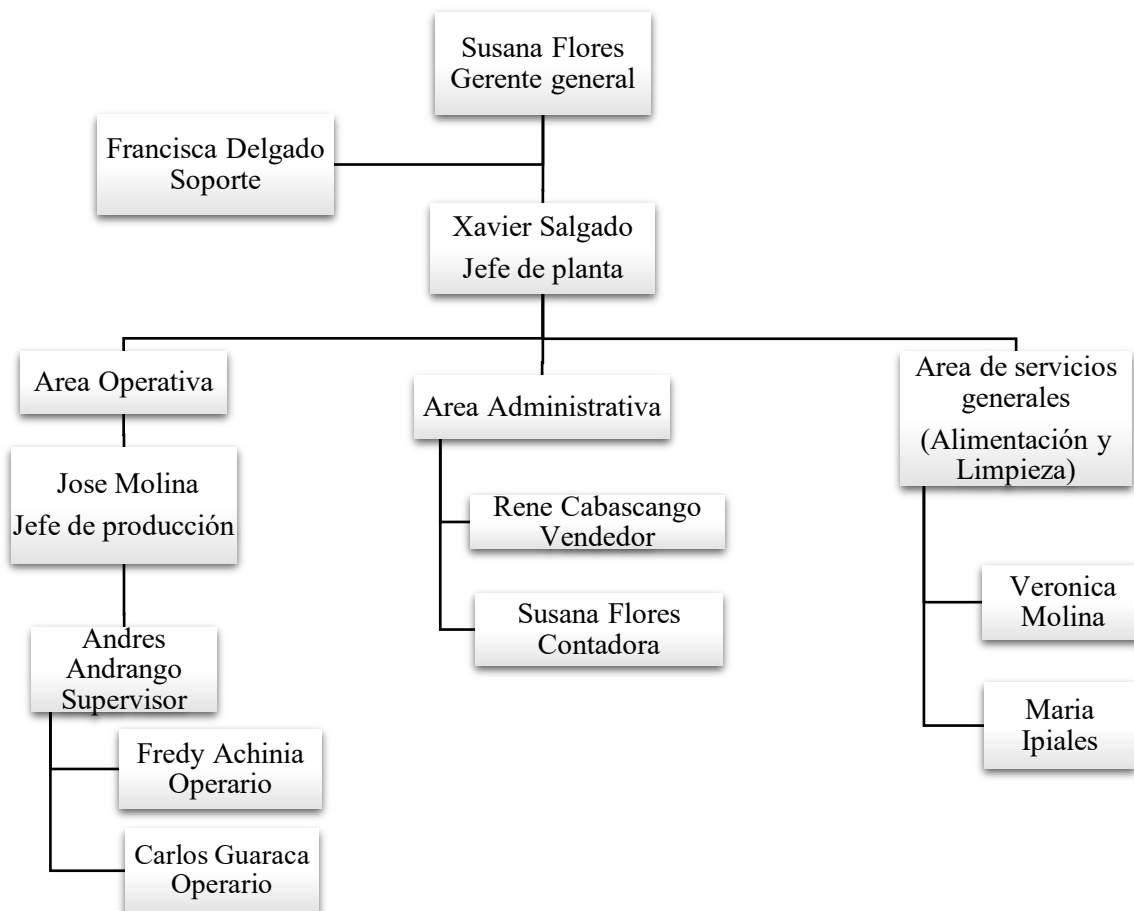 Susana Flores
Gerente general
Francisca Delgado
Soporte
Xavier Salgado
Jefe de planta
Area Operativa
Jose Molina
Jefe de producción
Andres
Andrango
Supervisor
Fredy Achinia
Operario
Carlos Guaraca
Operario
Area Administrativa
Rene Cabascango
Vendedor
Susana Flores
Contadora
Area de servicios
generales
(Alimentación y
Limpieza)
Veronica
Molina
Maria
Ipiales